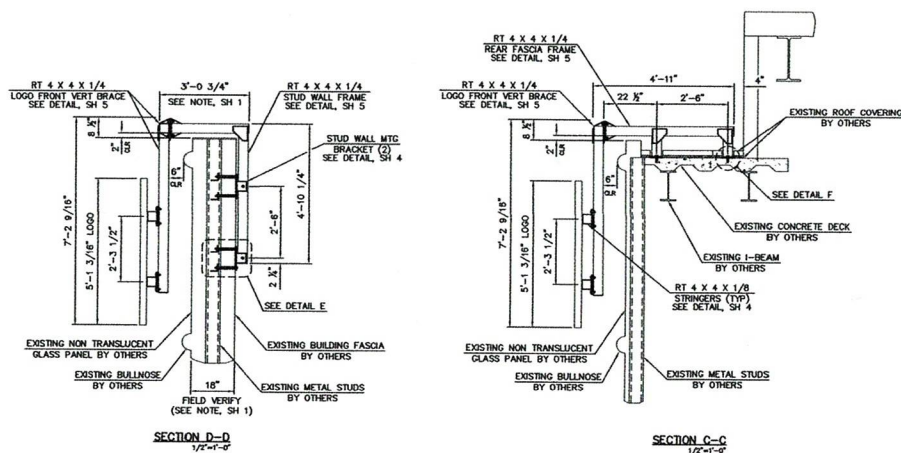 RT 4 X 4 X 1/4
LOGO FRONT VERT BRACE
SEE DETAIL, SH 5
3'-0 3/4"
SEE NOTE, SH 1
RT 4 X 4 X 1/4
STUD WALL FRAME
SEE DETAIL, SH 5
8 1/2"
2"
CLR
STUD WALL MTG
BRACKET (2)
SEE DETAIL, SH 4
6"
CLR
4'-10 1/4"
2'-6"
2 1/4"
7'-2 9/16"
5'-1 3/16" LOGO
2'-3 1/2"
SEE DETAIL E
EXISTING NON TRANSLUCENT
GLASS PANEL BY OTHERS
EXISTING BUILDING FASCIA
BY OTHERS
EXISTING BULLNOSE
BY OTHERS
EXISTING METAL STUDS
BY OTHERS
18"
FIELD VERIFY
(SEE NOTE, SH 1)
SECTION D-D
1/2"=1'-0"
RT 4 X 4 X 1/4
REAR FASCIA FRAME
SEE DETAIL, SH 5
RT 4 X 4 X 1/4
LOGO FRONT VERT BRACE
SEE DETAIL, SH 5
4'-11"
22 1/2"
2'-6"
4"
8 1/2"
2"
CLR
EXISTING ROOF COVERING
BY OTHERS
6"
CLR
SEE DETAIL F
7'-2 9/16"
5'-1 3/16" LOGO
2'-3 1/2"
EXISTING CONCRETE DECK
BY OTHERS
EXISTING I-BEAM
BY OTHERS
RT 4 X 4 X 1/8
STRINGERS (TYP)
SEE DETAIL, SH 4
EXISTING NON TRANSLUCENT
GLASS PANEL BY OTHERS
EXISTING BULLNOSE
BY OTHERS
EXISTING METAL STUDS
BY OTHERS
SECTION C-C
1/2"=1'-0"